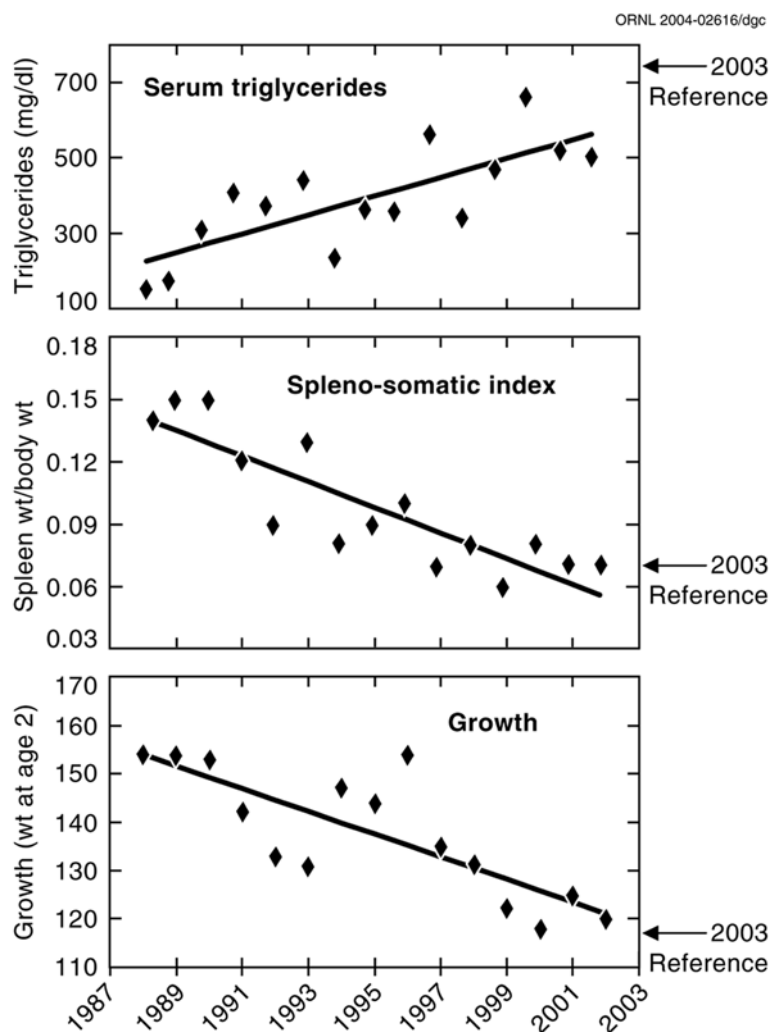 ORNL 2004-02616/dgc
Serum triglycerides
Triglycerides (mg/dl)
700
500
300
100
2003
Reference
Spleno-somatic index
Spleen wt/body wt
0.18
0.15
0.12
0.09
0.06
0.03
2003
Reference
Growth
Growth (wt at age 2)
170
160
150
140
130
120
110
2003
Reference
1987
1989
1991
1993
1995
1997
1999
2001
2003